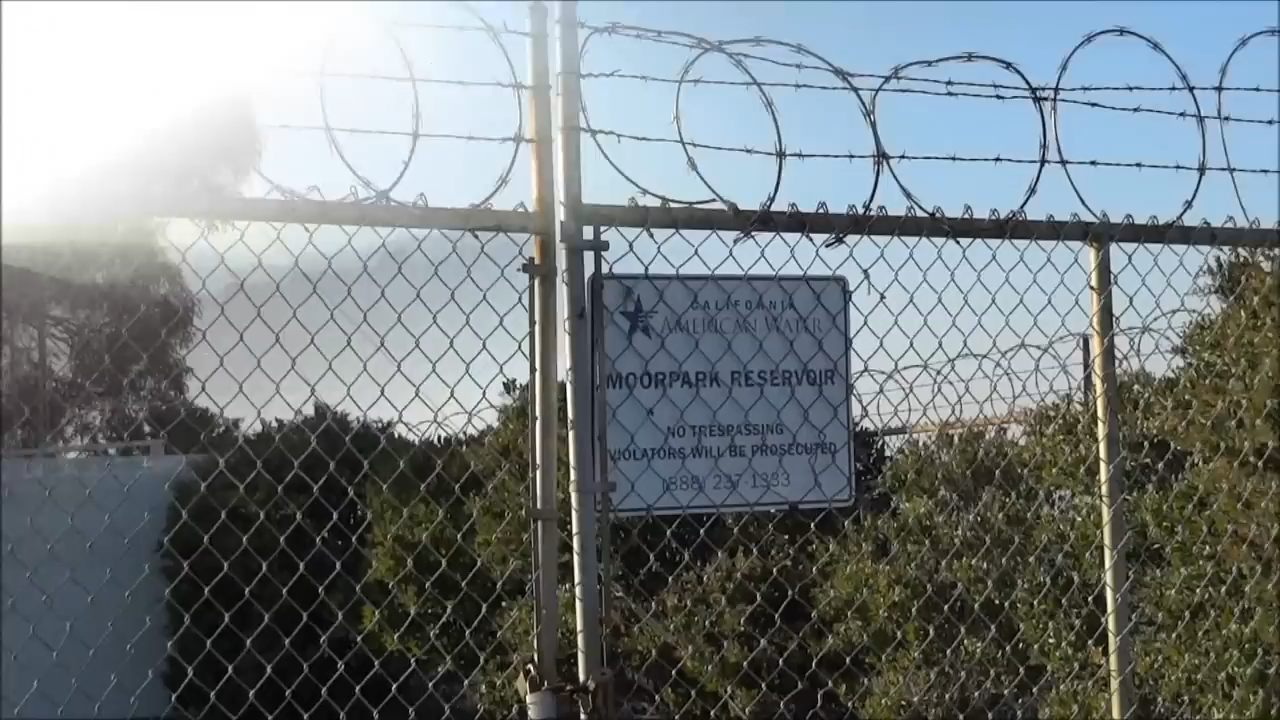 CALIFORNIA
AMERICAN WATER
MOORPARK RESERVOIR
NO TRESPASSING
VIOLATORS WILL BE PROSECUTED
(888) 237-1333